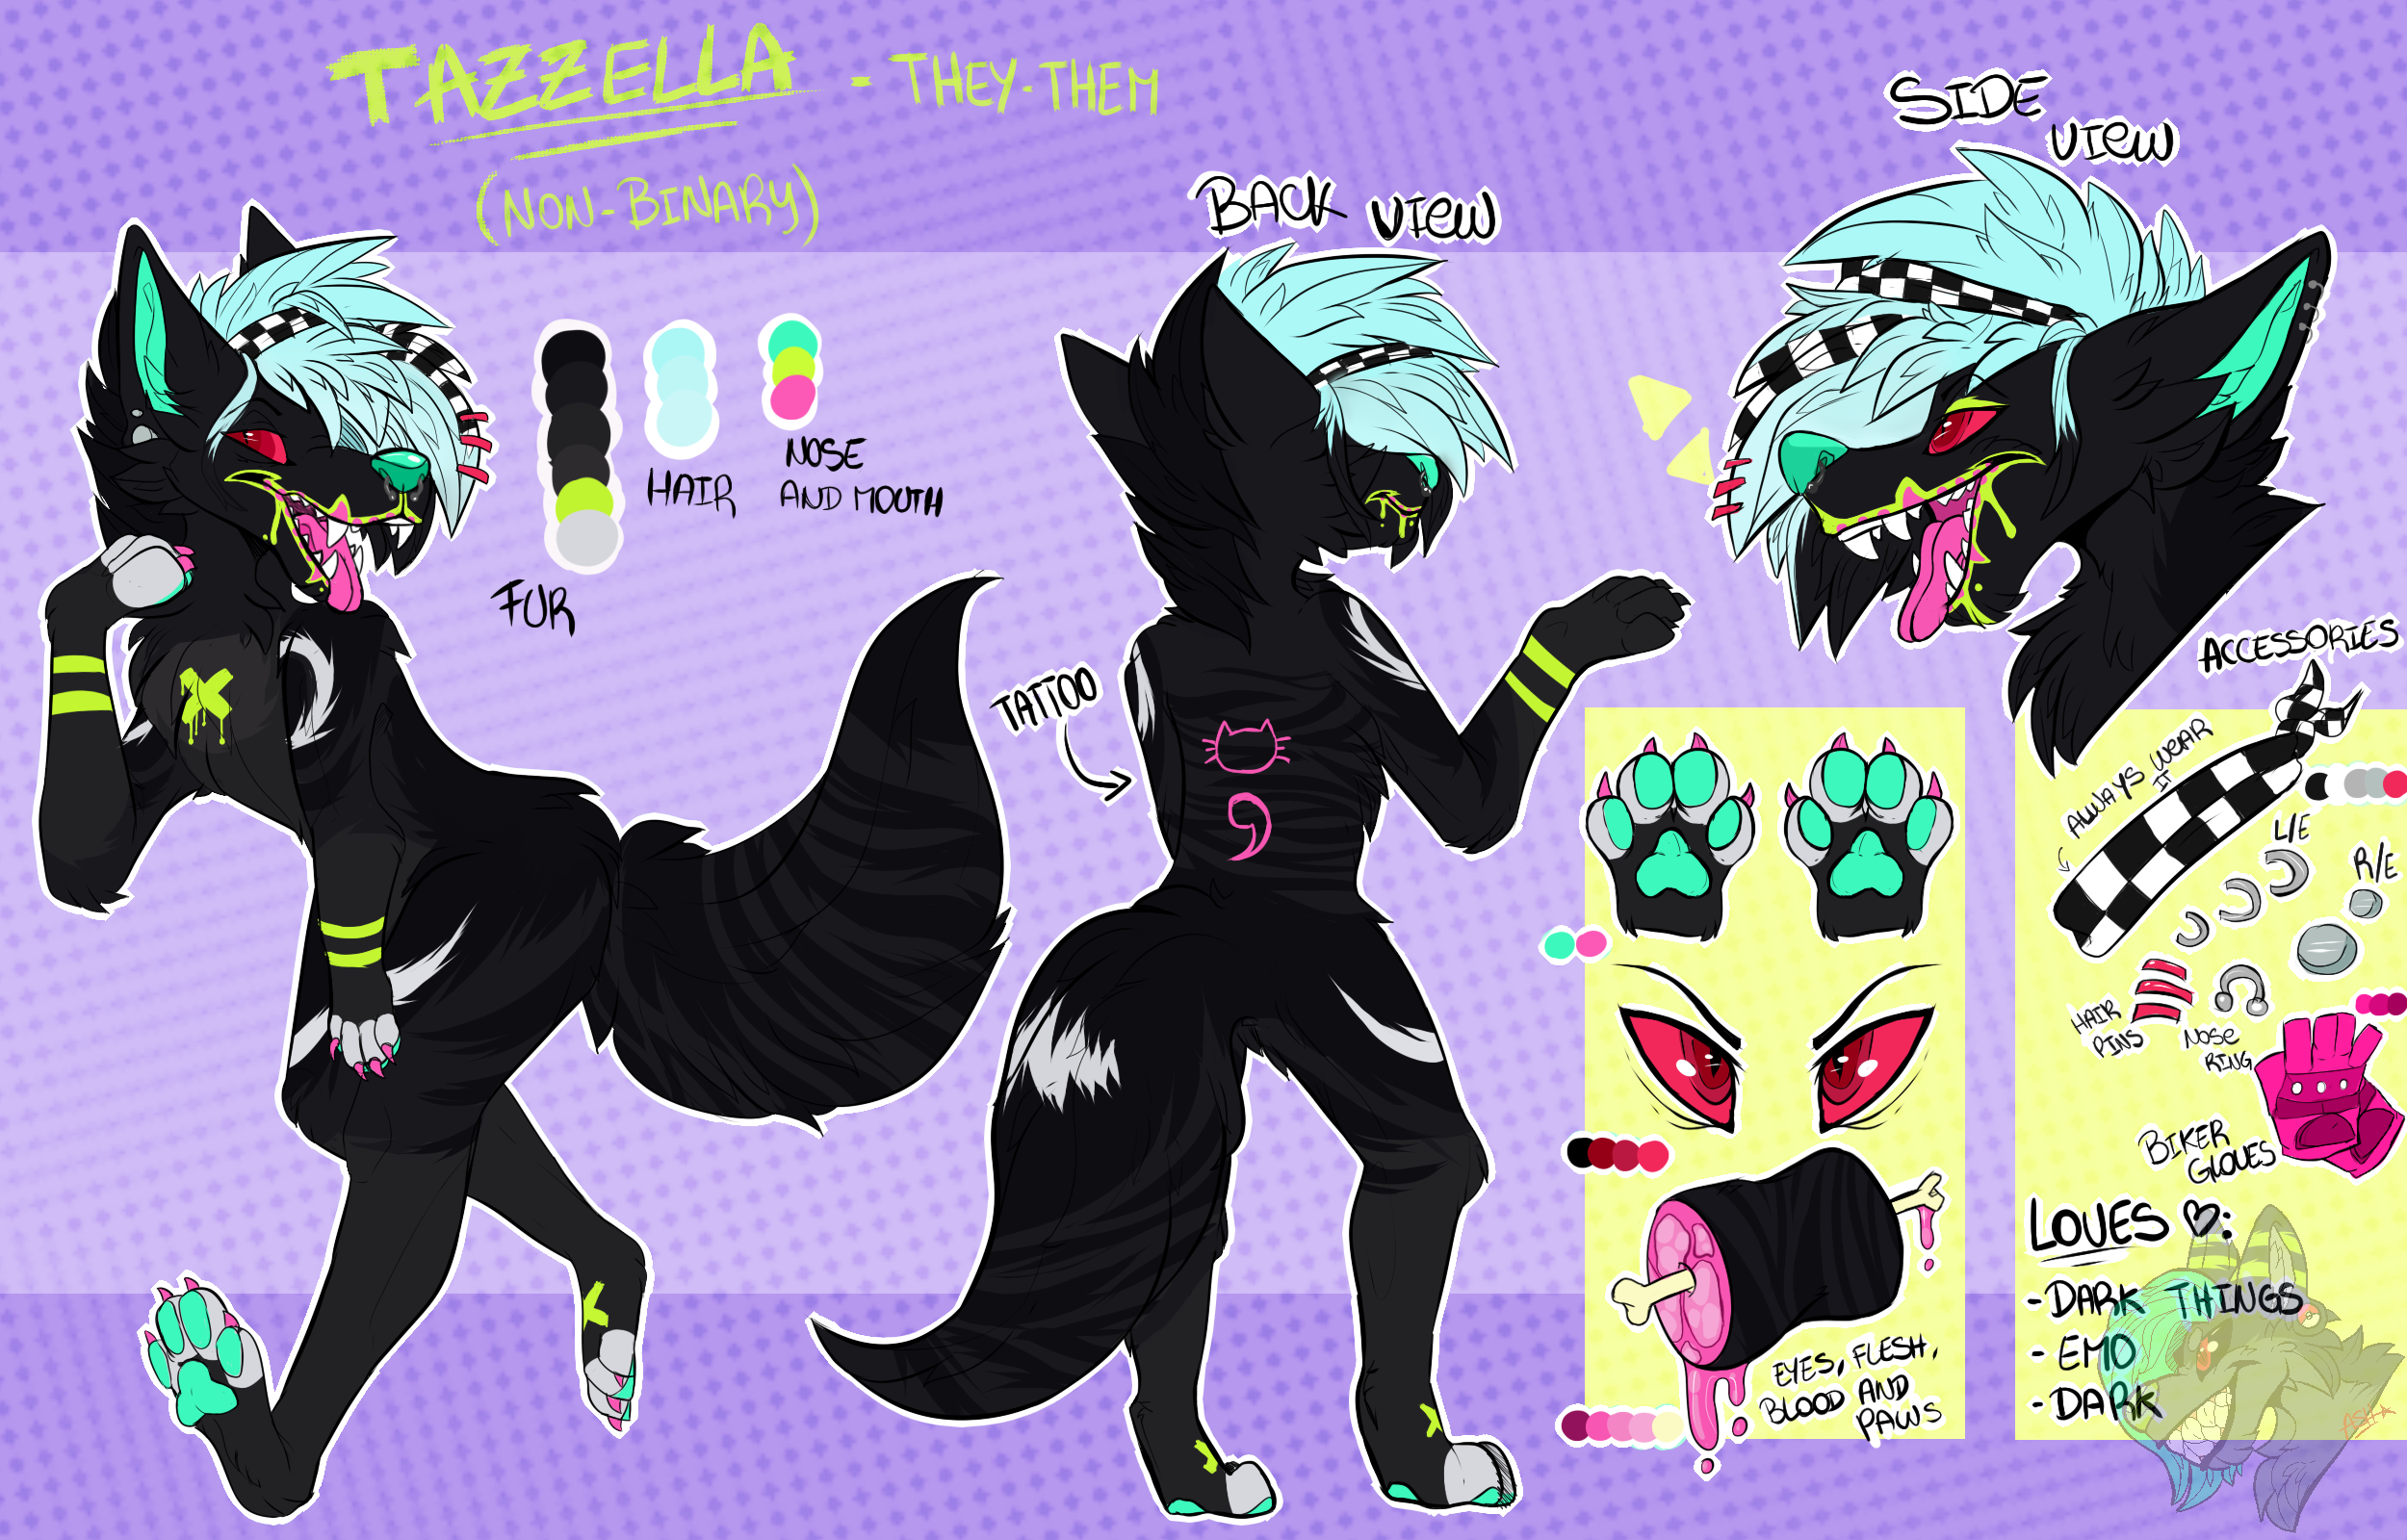 TAZZELLA - THEY-THEM
(NON-BINARY)
SIDE
VIEW
BACK VIEW
FUR
HAIR
NOSE
AND MOUTH
TATTOO
ACCESSORIES
ALWAYS WEAR
IT
L/E
R/E
HAIR
PINS
NOSE
RING
BIKER
GLOVES
EYES, FLESH,
BLOOD AND
PAWS
LOVES ♡:
- DARK THINGS
- EMO
- DARK
ASH★